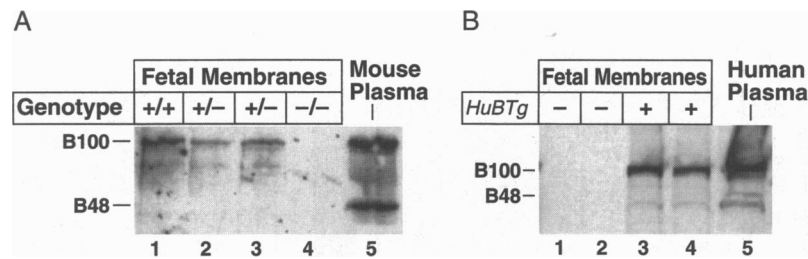 A
Fetal Membranes
Mouse
Plasma
Genotype
+/+ +/− +/− −/−
B100
B48
1 2 3 4 5
B
Fetal Membranes
Human
Plasma
HuBTg
− − + +
B100
B48
1 2 3 4 5